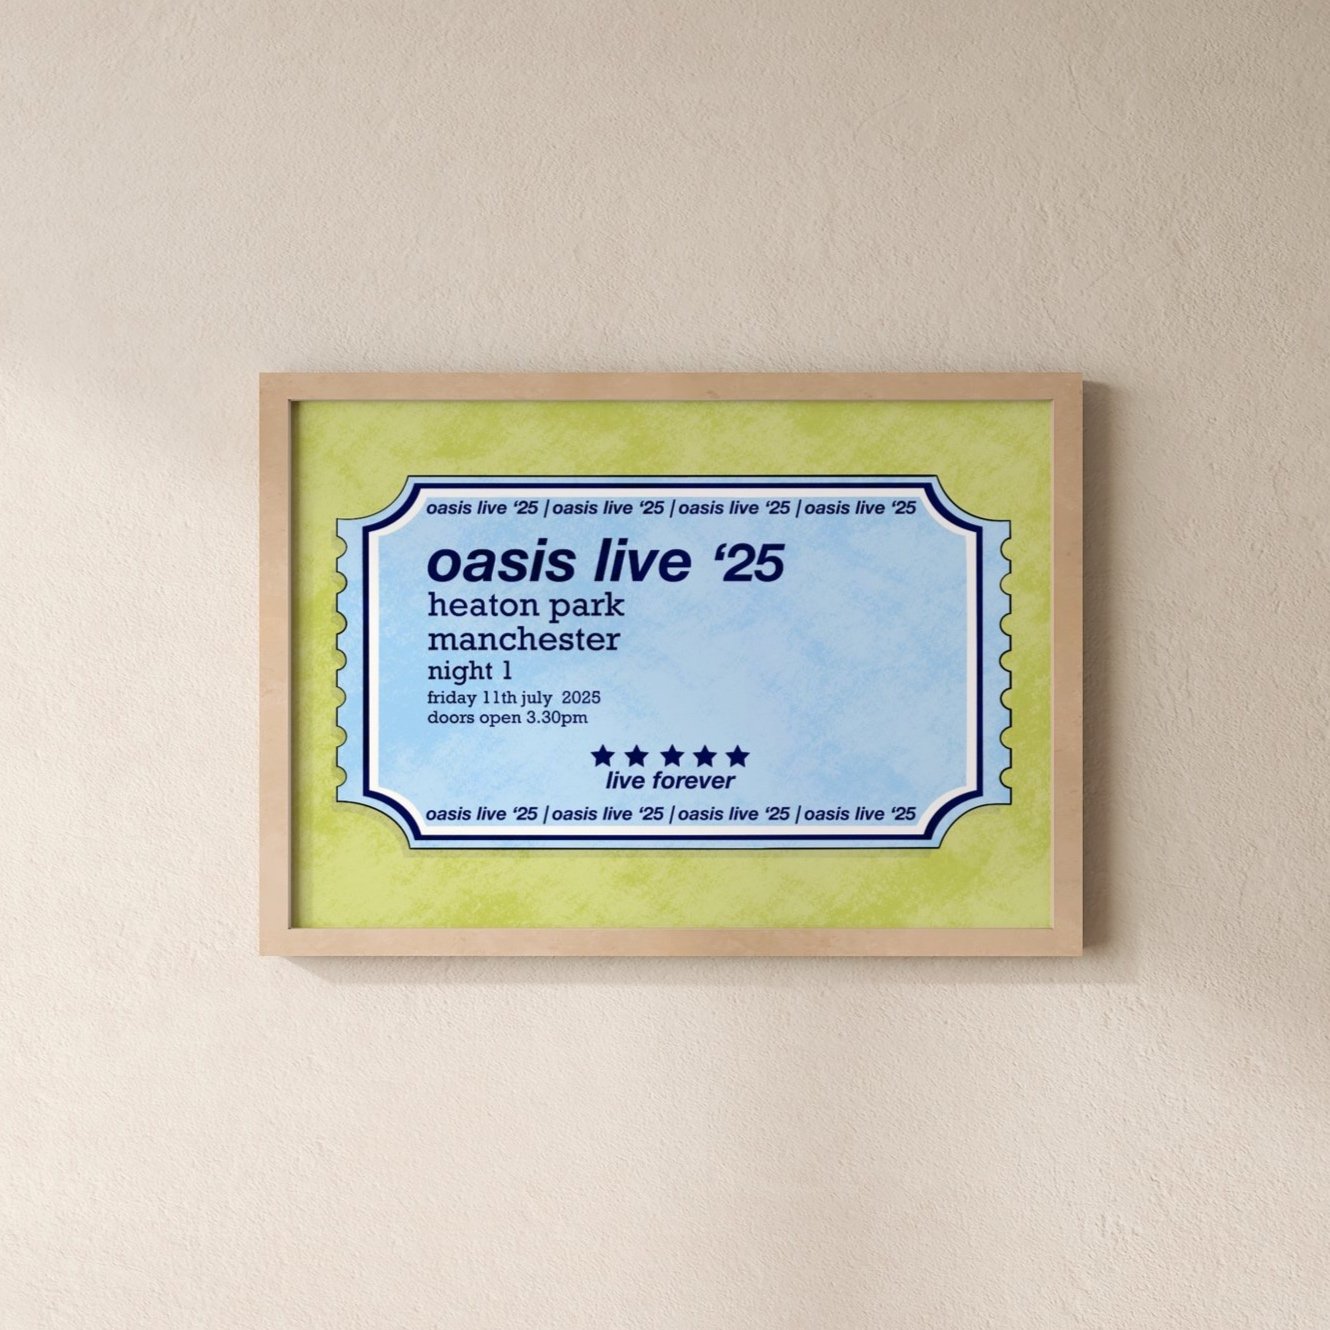 oasis live ‘25 | oasis live ‘25 | oasis live ‘25 | oasis live ‘25
oasis live ‘25
heaton park
manchester
night 1
friday 11th july 2025
doors open 3.30pm
live forever
oasis live ‘25 | oasis live ‘25 | oasis live ‘25 | oasis live ‘25